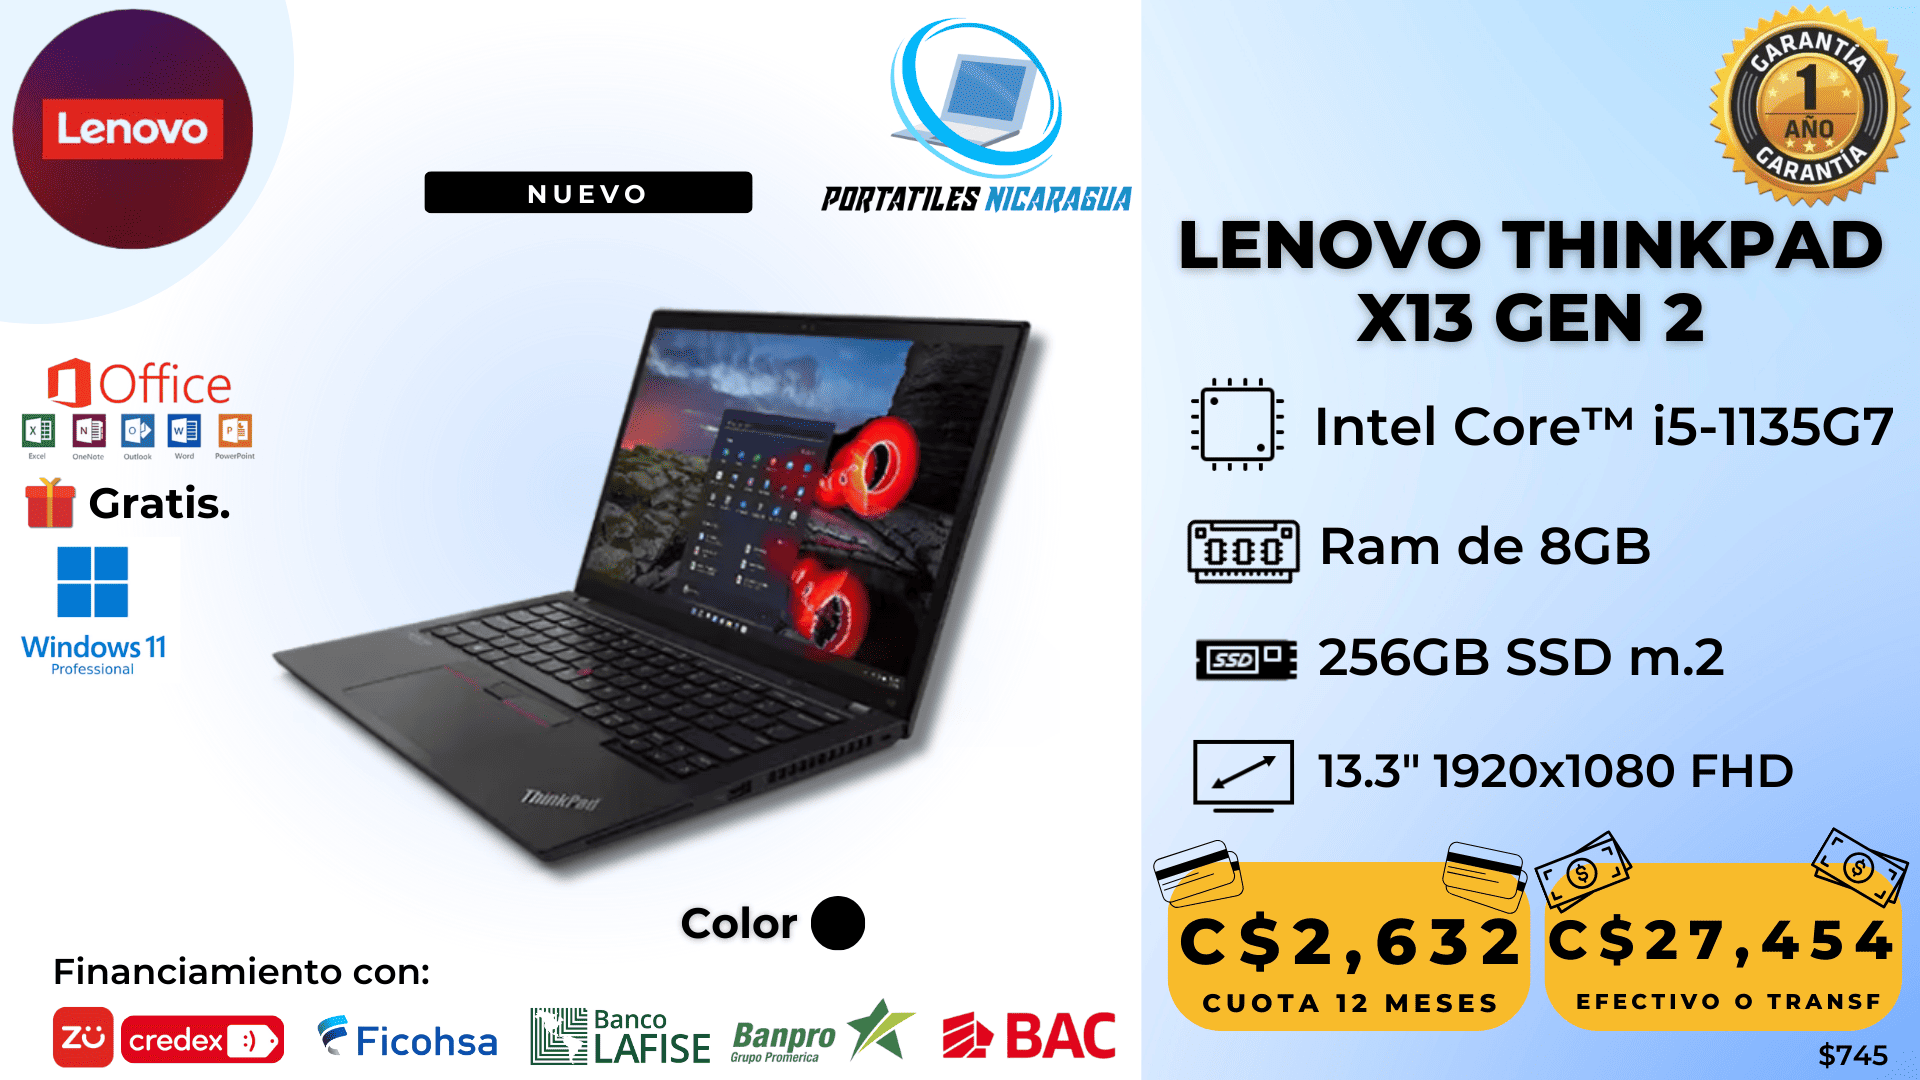 Lenovo
NUEVO
PORTATILES NICARAGUA
GARANTÍA
1
AÑO
GARANTÍA
LENOVO THINKPAD
X13 GEN 2
Office
Excel OneNote Outlook Word PowerPoint
Gratis.
Windows 11
Professional
Intel Core™ i5-1135G7
Ram de 8GB
SSD
256GB SSD m.2
13.3" 1920x1080 FHD
ThinkPad
Color
Financiamiento con:
ZU
credex :)
Ficohsa
Banco
LAFISE
Banpro
Grupo Promerica
BAC
C$2,632
CUOTA 12 MESES
C$27,454
EFECTIVO O TRANSF
$745